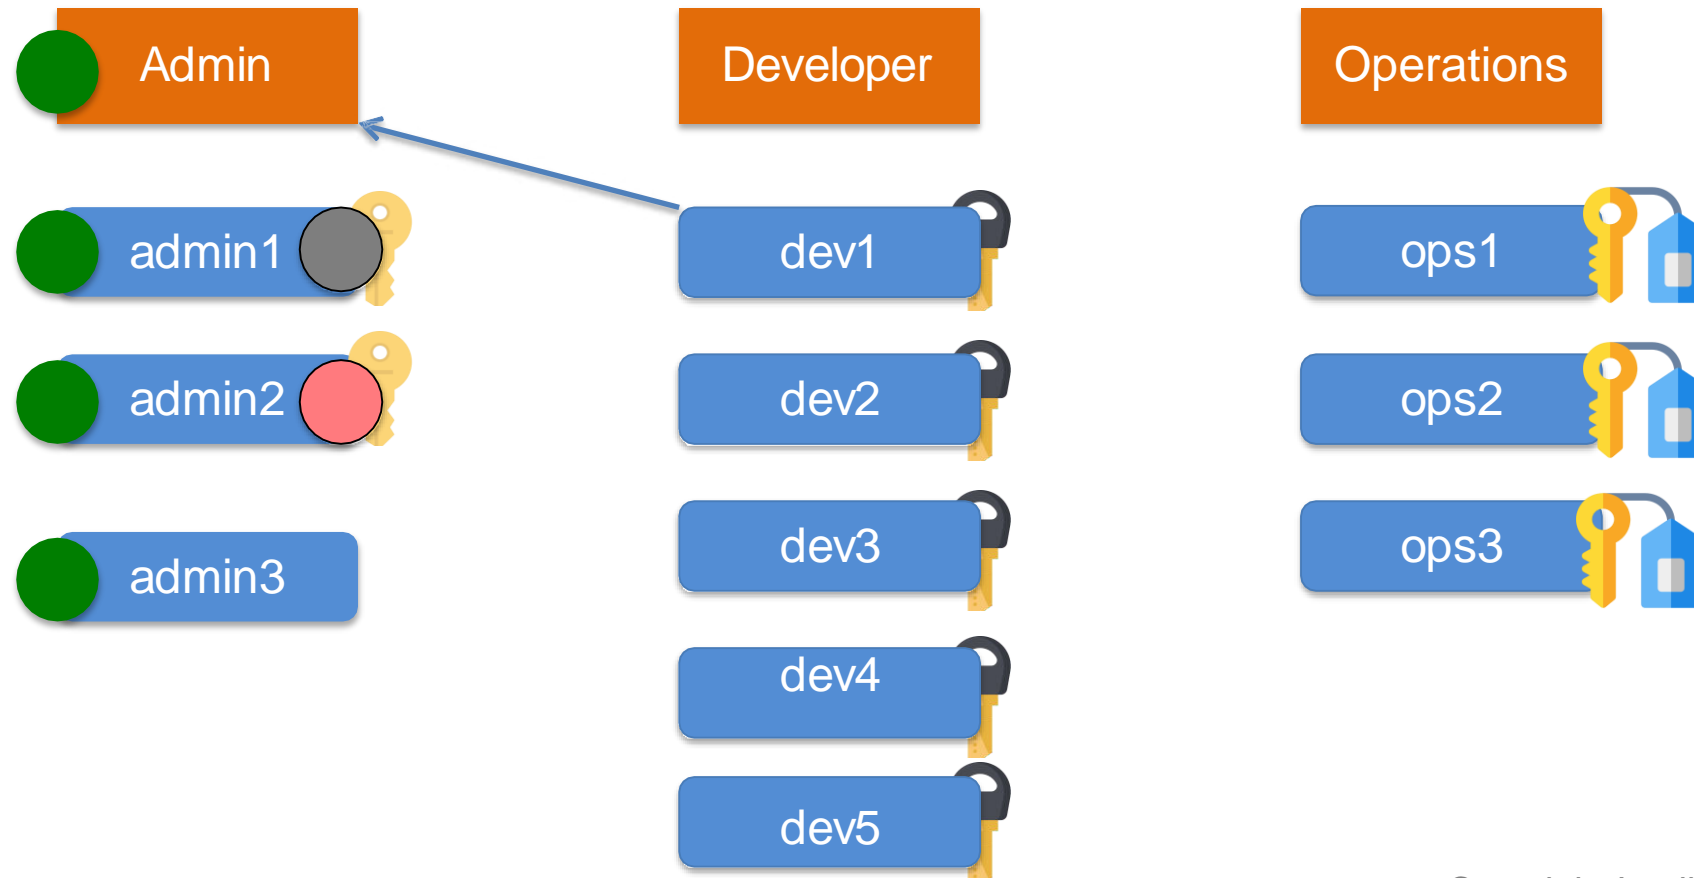 Admin
Developer
Operations
admin1
dev1
ops1
admin2
dev2
ops2
admin3
dev3
ops3
dev4
dev5